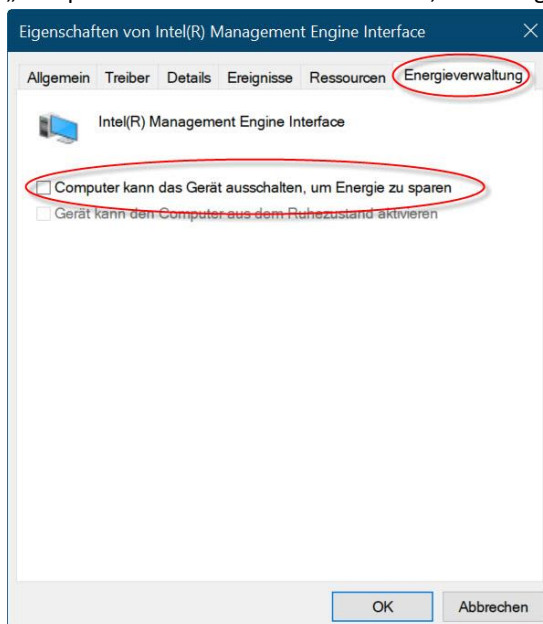 Eigenschaften von Intel(R) Management Engine Interface
Allgemein Treiber Details Ereignisse Ressourcen Energieverwaltung
Intel(R) Management Engine Interface
Computer kann das Gerät ausschalten, um Energie zu sparen
Gerät kann den Computer aus dem Ruhezustand aktivieren
OK Abbrechen